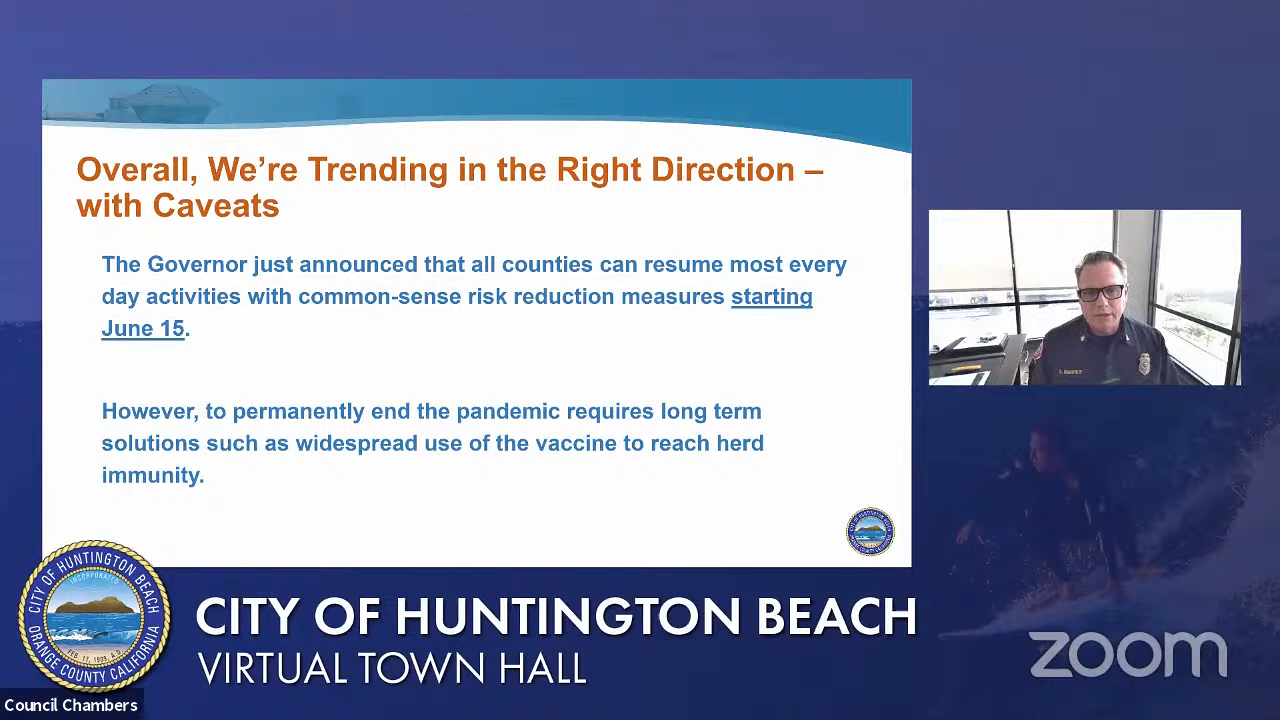 Overall, We're Trending in the Right Direction –
with Caveats
The Governor just announced that all counties can resume most every
day activities with common-sense risk reduction measures starting
June 15.
However, to permanently end the pandemic requires long term
solutions such as widespread use of the vaccine to reach herd
immunity.
CITY OF HUNTINGTON BEACH
INCORPORATED
ORANGE COUNTY CALIFORNIA
CITY OF HUNTINGTON BEACH
VIRTUAL TOWN HALL
zoom
Council Chambers